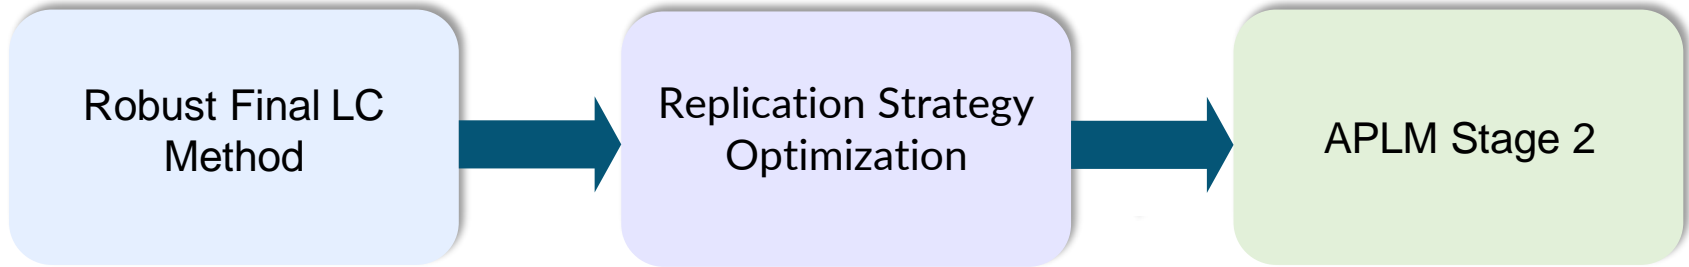 Robust Final LC
Method
Replication Strategy
Optimization
APLM Stage 2